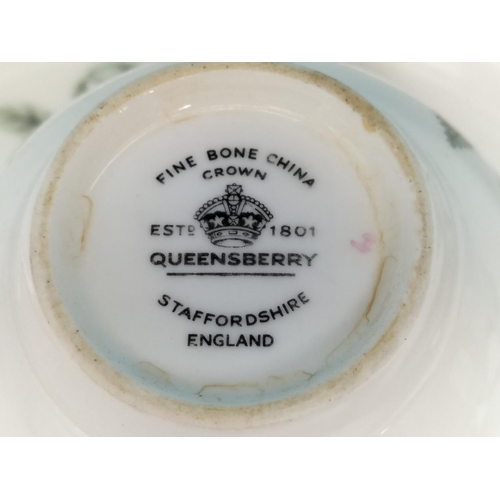 FINE BONE CHINA
CROWN
ESTD 1801
QUEENSBERRY
STAFFORDSHIRE
ENGLAND